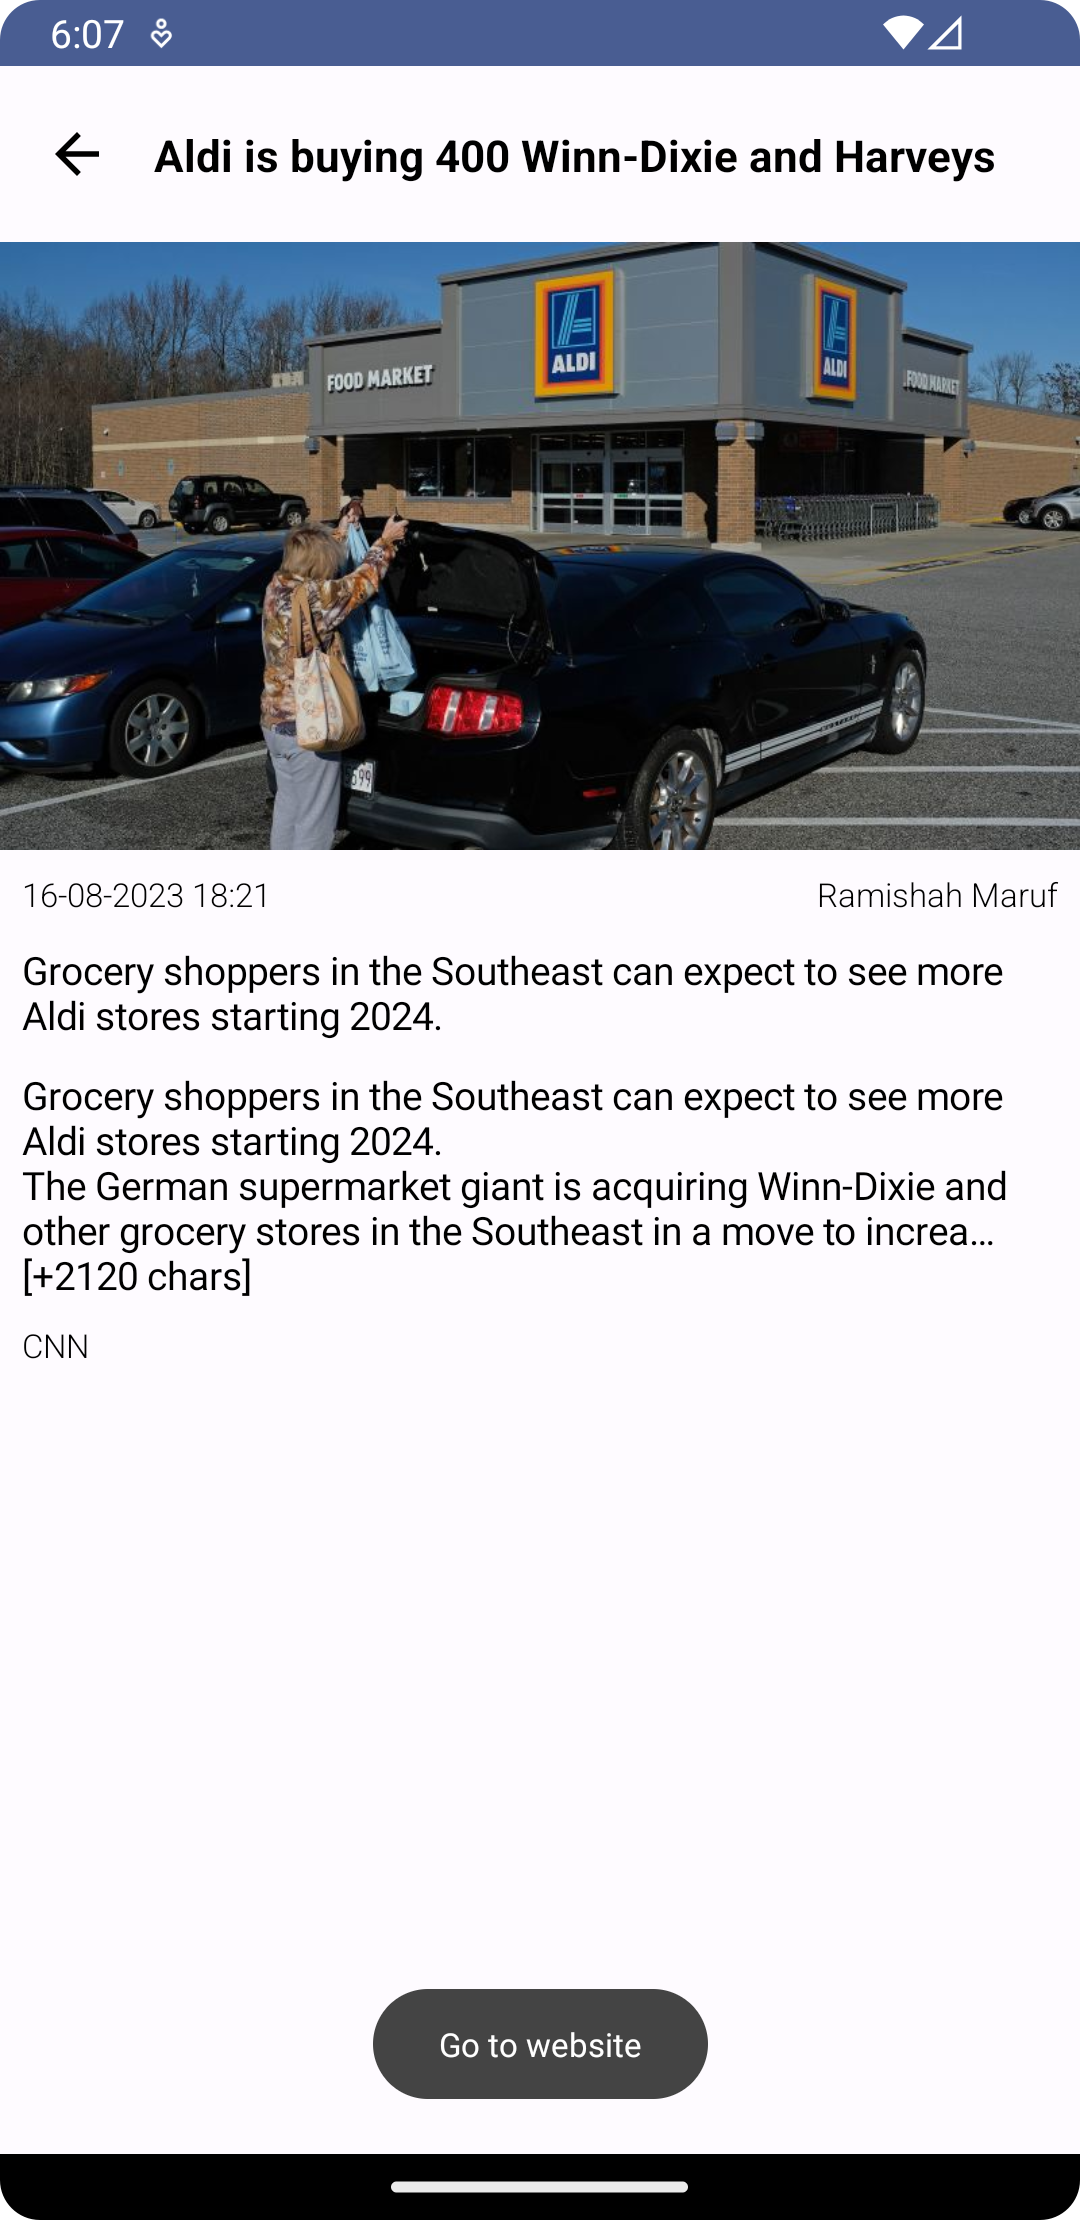 6:07
Aldi is buying 400 Winn-Dixie and Harveys
FOOD MARKET
ALDI
ALDI
FOOD MARKET
599
16-08-2023 18:21
Ramishah Maruf
Grocery shoppers in the Southeast can expect to see more
Aldi stores starting 2024.
Grocery shoppers in the Southeast can expect to see more
Aldi stores starting 2024.
The German supermarket giant is acquiring Winn-Dixie and
other grocery stores in the Southeast in a move to increa…
[+2120 chars]
CNN
Go to website